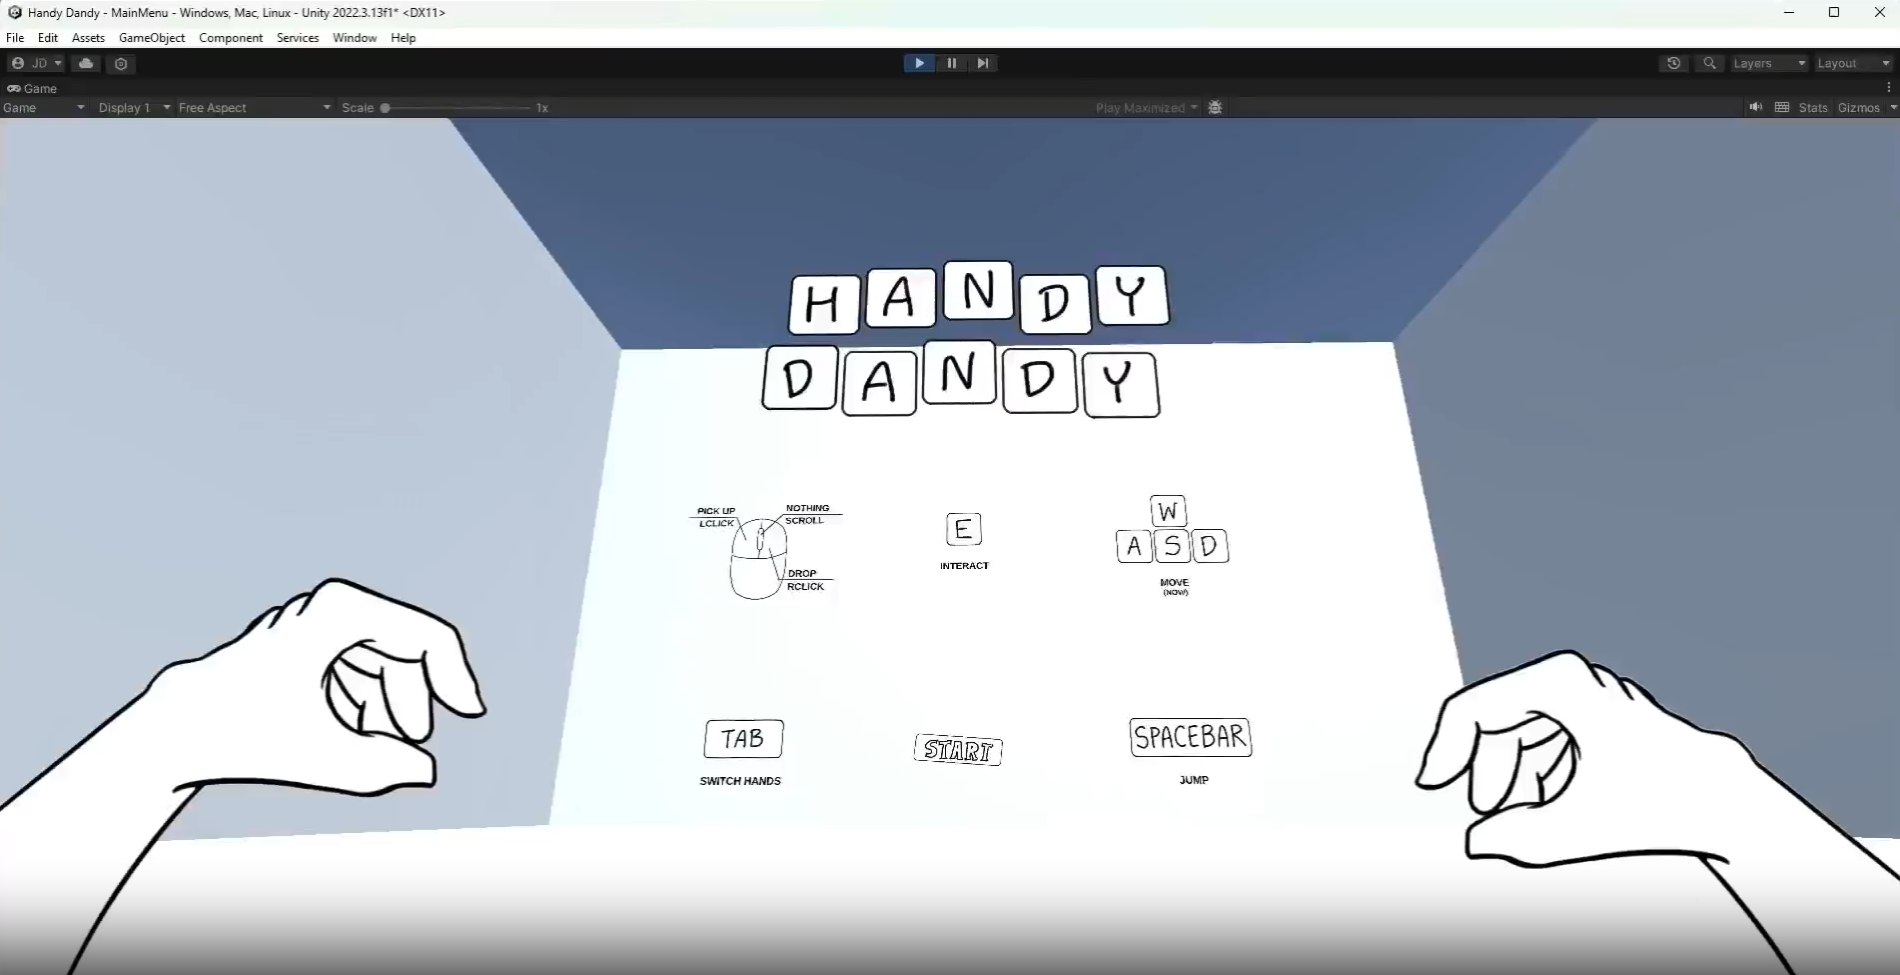 Handy Dandy - MainMenu - Windows, Mac, Linux - Unity 2022.3.13f1* <DX11>
File Edit Assets GameObject Component Services Window Help
JD Layers Layout
Game
Game Display 1 Free Aspect Scale 1x Play Maximized Stats Gizmos
HANDY
DANDY
PICK UP
LCLICK
NOTHING
SCROLL
DROP
RCLICK
E
INTERACT
W
A S D
MOVE
(NOW)
TAB
SWITCH HANDS
START
SPACEBAR
JUMP